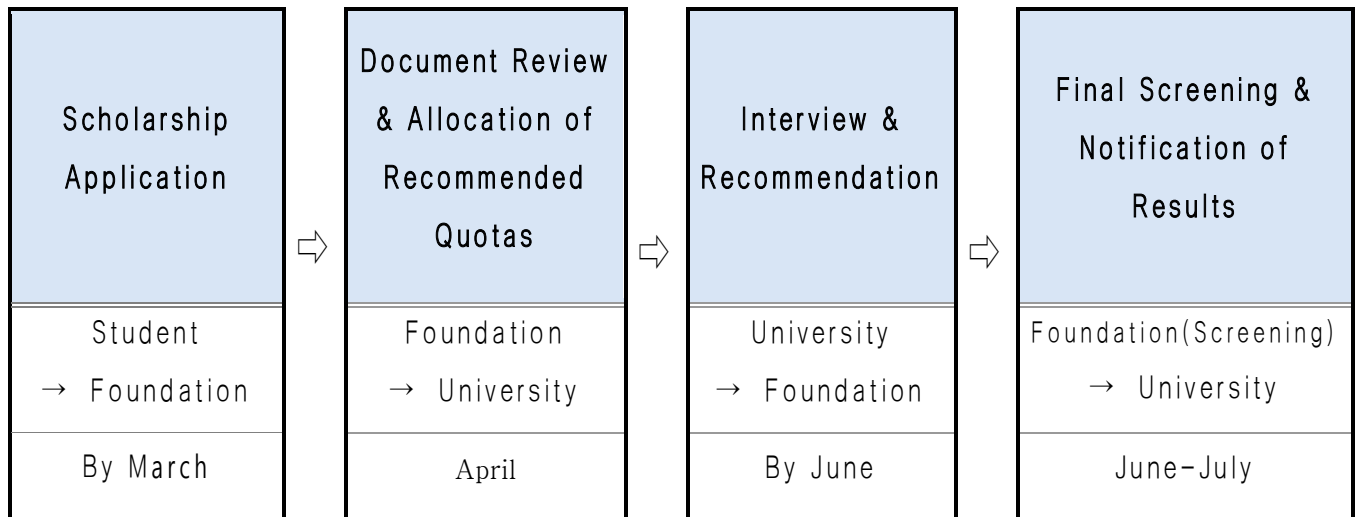 Scholarship
Application
Student
→ Foundation
By March
⇨
Document Review
& Allocation of
Recommended
Quotas
Foundation
→ University
April
⇨
Interview &
Recommendation
University
→ Foundation
By June
⇨
Final Screening &
Notification of
Results
Foundation(Screening)
→ University
June-July